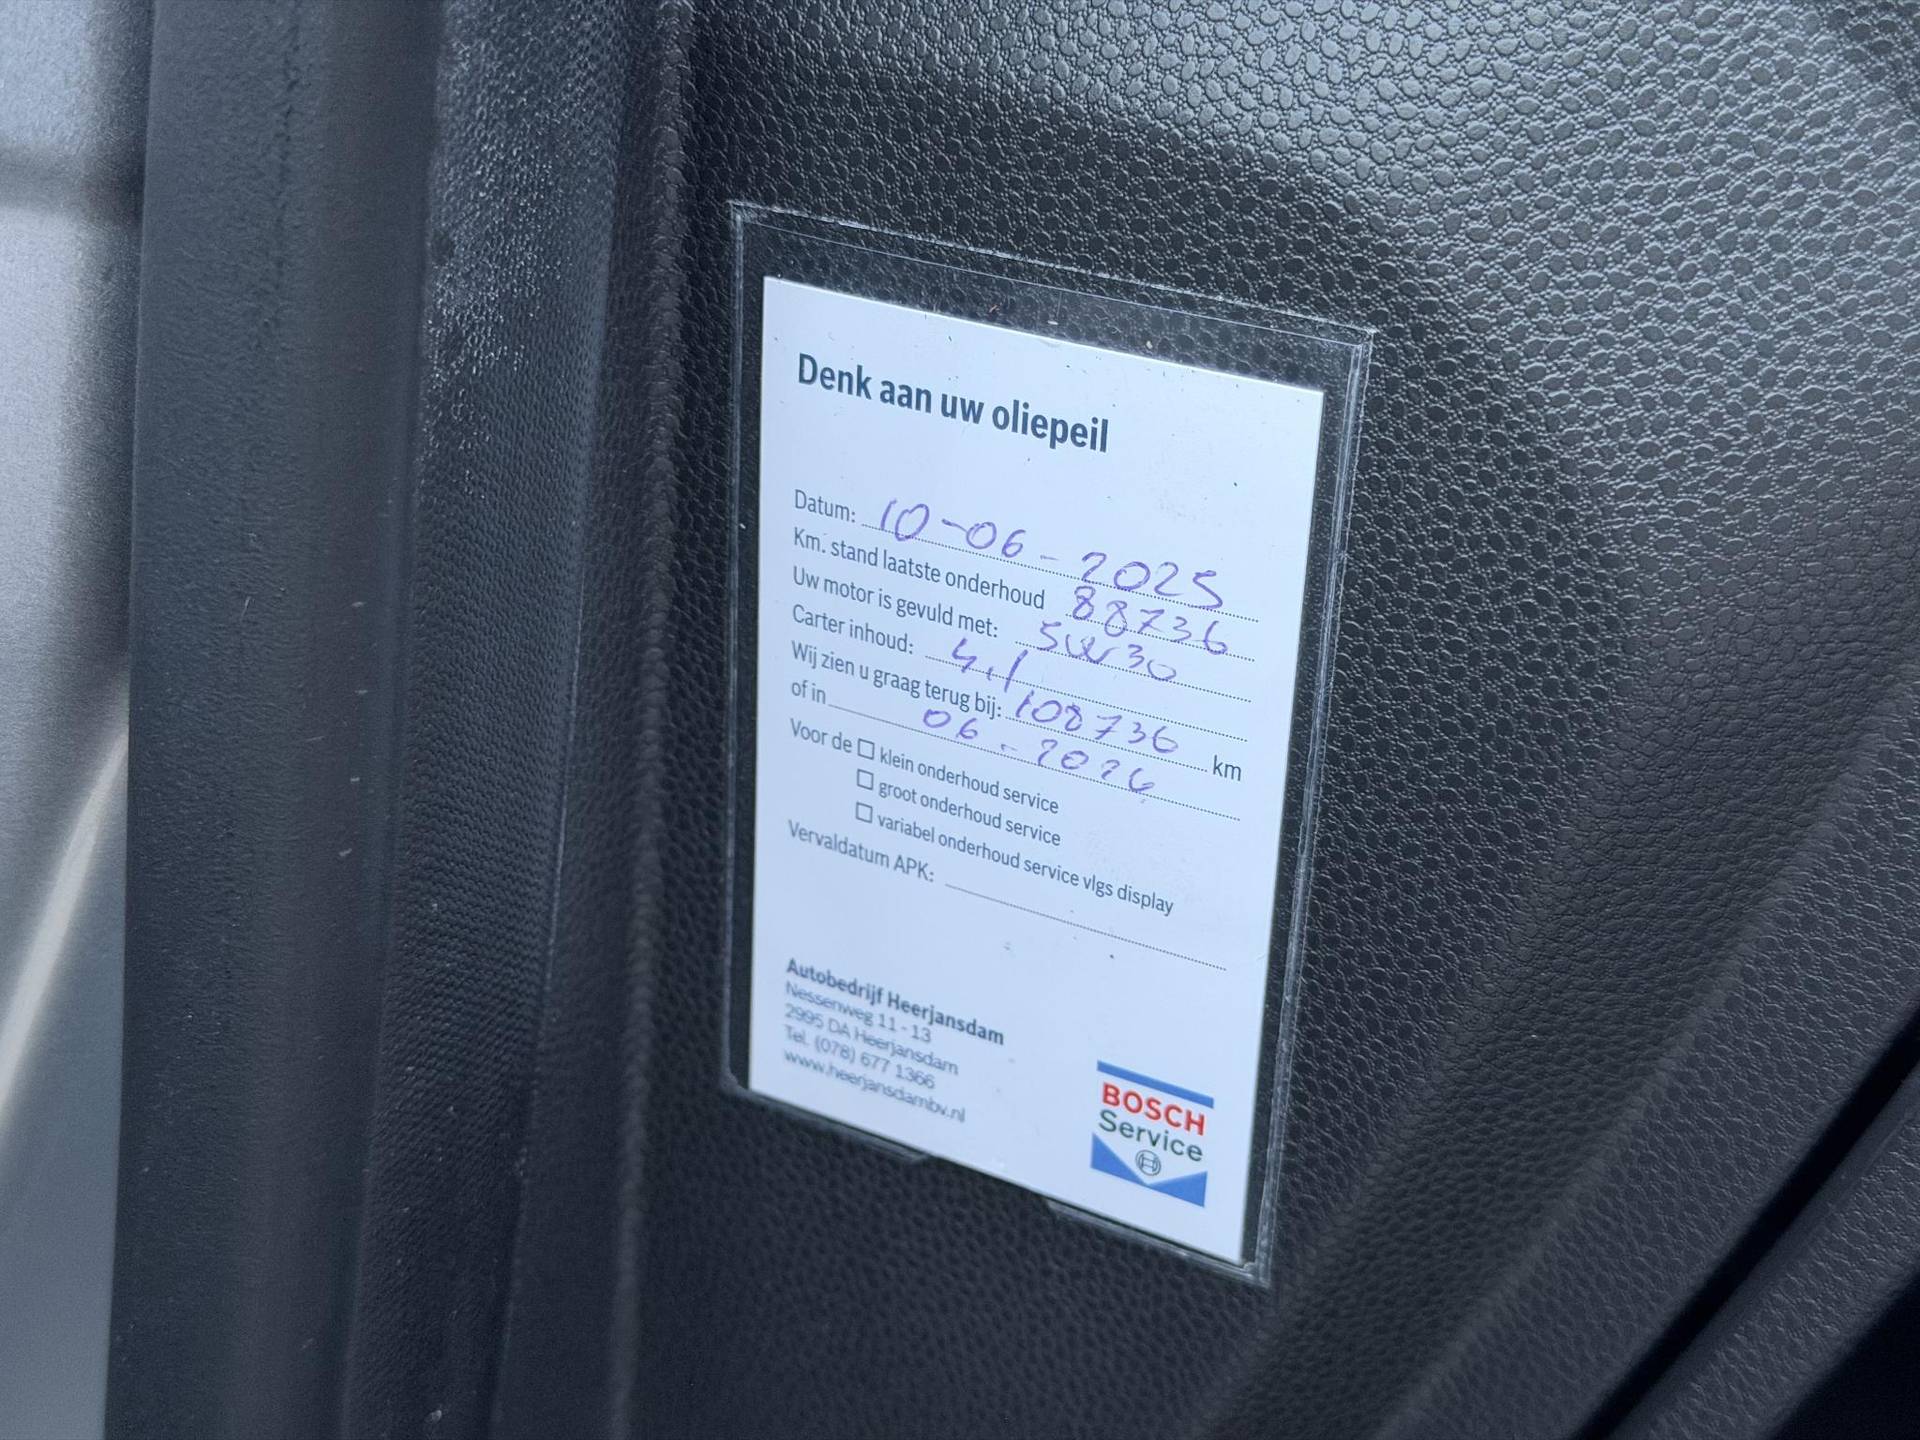 Denk aan uw oliepeil
Datum: 10-06-2025
Km. stand laatste onderhoud 88736
Uw motor is gevuld met: 5W30
Carter inhoud: 4.1
Wij zien u graag terug bij: 108736 km
of in 06-2026
Voor de ☐ klein onderhoud service
☐ groot onderhoud service
☐ variabel onderhoud service vlgs display
Vervaldatum APK:
Autobedrijf Heerjansdam
Nessenweg 11 - 13
2995 DA Heerjansdam
Tel. (078) 677 1366
www.heerjansdambv.nl
BOSCH
Service